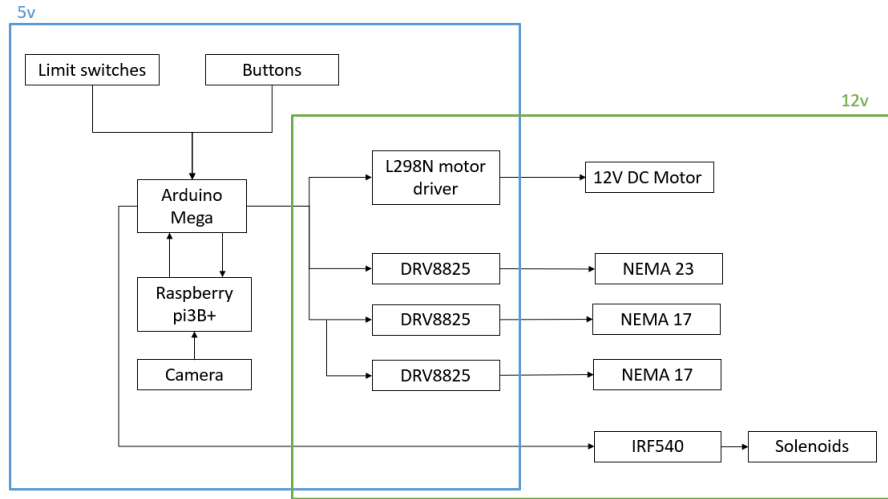 5v
12v
Limit switches
Buttons
Arduino
Mega
Raspberry
pi3B+
Camera
L298N motor
driver
12V DC Motor
DRV8825
NEMA 23
DRV8825
NEMA 17
DRV8825
NEMA 17
IRF540
Solenoids